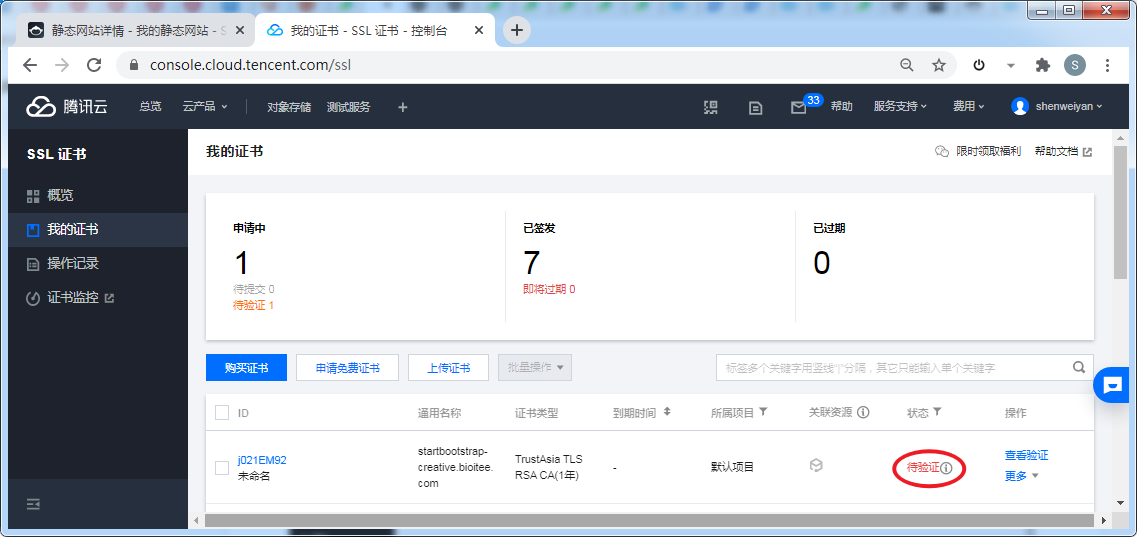 静态网站详情 - 我的静态网站 - S
我的证书 - SSL 证书 - 控制台
console.cloud.tencent.com/ssl
S
腾讯云 总览 云产品 对象存储 测试服务 33 帮助 服务支持 费用 shenweiyan
SSL 证书
概览
我的证书
操作记录
证书监控
我的证书 限时领取福利 帮助文档
申请中 已签发 已过期
1 7 0
待提交 0 即将过期 0
待验证 1
购买证书 申请免费证书 上传证书 批量操作 标签多个关键字用竖线"|"分隔，其它只能输入单个关键字
ID 通用名称 证书类型 到期时间 所属项目 关联资源 状态 操作
j021EM92
未命名
startbootstrap-
creative.bioitee.
com
TrustAsia TLS
RSA CA(1年)
-
默认项目
待验证
查看验证
更多